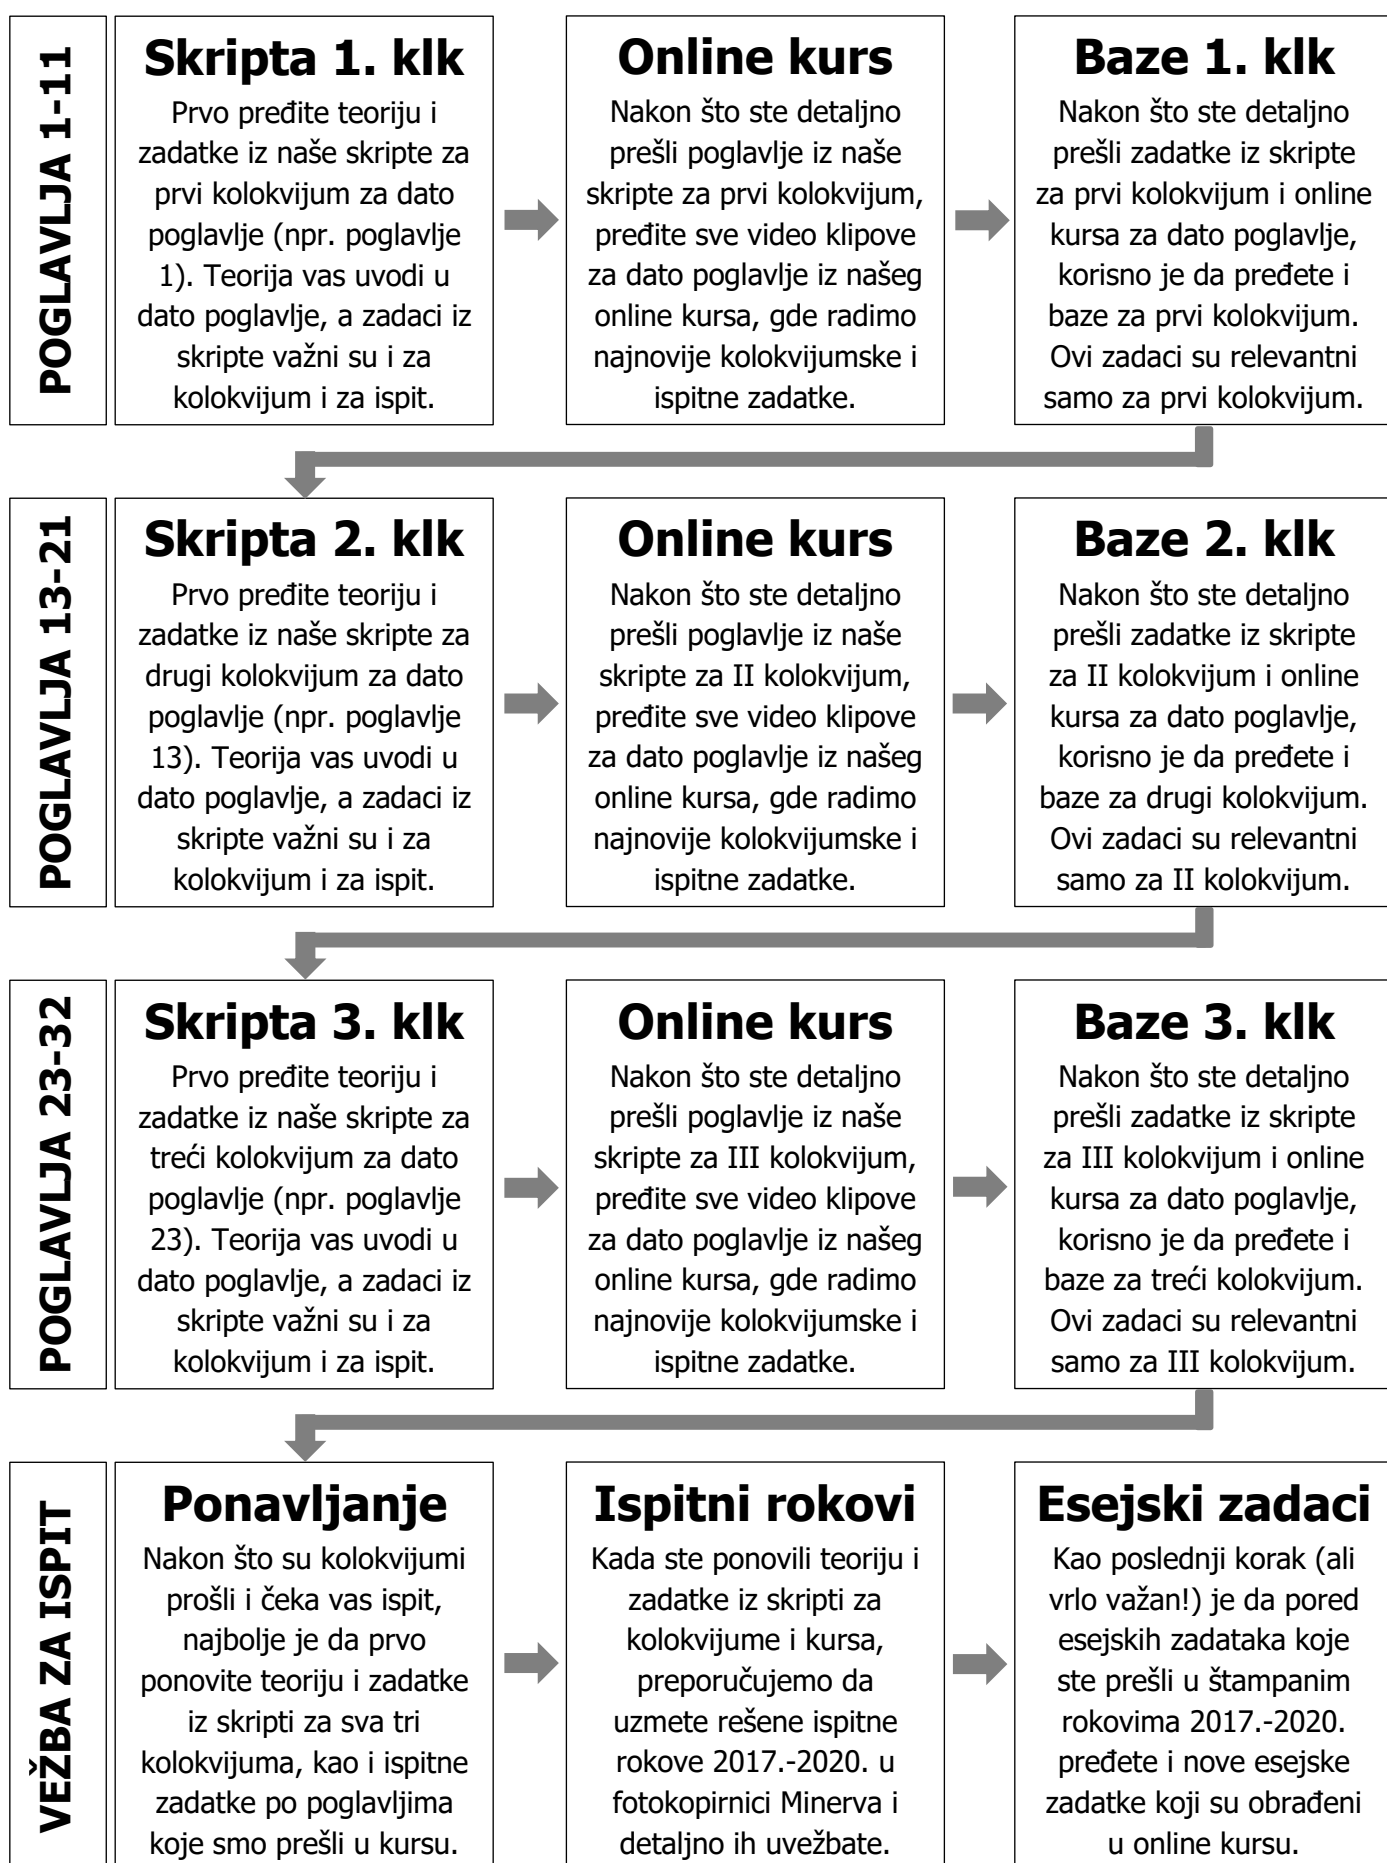 POGLAVLJA 1-11
Skripta 1. klk
Prvo pređite teoriju i
zadatke iz naše skripte za
prvi kolokvijum za dato
poglavlje (npr. poglavlje
1). Teorija vas uvodi u
dato poglavlje, a zadaci iz
skripte važni su i za
kolokvijum i za ispit.
Online kurs
Nakon što ste detaljno
prešli poglavlje iz naše
skripte za prvi kolokvijum,
pređite sve video klipove
za dato poglavlje iz našeg
online kursa, gde radimo
najnovije kolokvijumske i
ispitne zadatke.
Baze 1. klk
Nakon što ste detaljno
prešli zadatke iz skripte
za prvi kolokvijum i online
kursa za dato poglavlje,
korisno je da pređete i
baze za prvi kolokvijum.
Ovi zadaci su relevantni
samo za prvi kolokvijum.
POGLAVLJA 13-21
Skripta 2. klk
Prvo pređite teoriju i
zadatke iz naše skripte za
drugi kolokvijum za dato
poglavlje (npr. poglavlje
13). Teorija vas uvodi u
dato poglavlje, a zadaci iz
skripte važni su i za
kolokvijum i za ispit.
Online kurs
Nakon što ste detaljno
prešli poglavlje iz naše
skripte za II kolokvijum,
pređite sve video klipove
za dato poglavlje iz našeg
online kursa, gde radimo
najnovije kolokvijumske i
ispitne zadatke.
Baze 2. klk
Nakon što ste detaljno
prešli zadatke iz skripte
za II kolokvijum i online
kursa za dato poglavlje,
korisno je da pređete i
baze za drugi kolokvijum.
Ovi zadaci su relevantni
samo za II kolokvijum.
POGLAVLJA 23-32
Skripta 3. klk
Prvo pređite teoriju i
zadatke iz naše skripte za
treći kolokvijum za dato
poglavlje (npr. poglavlje
23). Teorija vas uvodi u
dato poglavlje, a zadaci iz
skripte važni su i za
kolokvijum i za ispit.
Online kurs
Nakon što ste detaljno
prešli poglavlje iz naše
skripte za III kolokvijum,
pređite sve video klipove
za dato poglavlje iz našeg
online kursa, gde radimo
najnovije kolokvijumske i
ispitne zadatke.
Baze 3. klk
Nakon što ste detaljno
prešli zadatke iz skripte
za III kolokvijum i online
kursa za dato poglavlje,
korisno je da pređete i
baze za treći kolokvijum.
Ovi zadaci su relevantni
samo za III kolokvijum.
VEŽBA ZA ISPIT
Ponavljanje
Nakon što su kolokvijumi
prošli i čeka vas ispit,
najbolje je da prvo
ponovite teoriju i zadatke
iz skripti za sva tri
kolokvijuma, kao i ispitne
zadatke po poglavljima
koje smo prešli u kursu.
Ispitni rokovi
Kada ste ponovili teoriju i
zadatke iz skripti za
kolokvijume i kursa,
preporučujemo da
uzmete rešene ispitne
rokove 2017.-2020. u
fotokopirnici Minerva i
detaljno ih uvežbate.
Esejski zadaci
Kao poslednji korak (ali
vrlo važan!) je da pored
esejskih zadataka koje
ste prešli u štampanim
rokovima 2017.-2020.
pređete i nove esejske
zadatke koji su obrađeni
u online kursu.